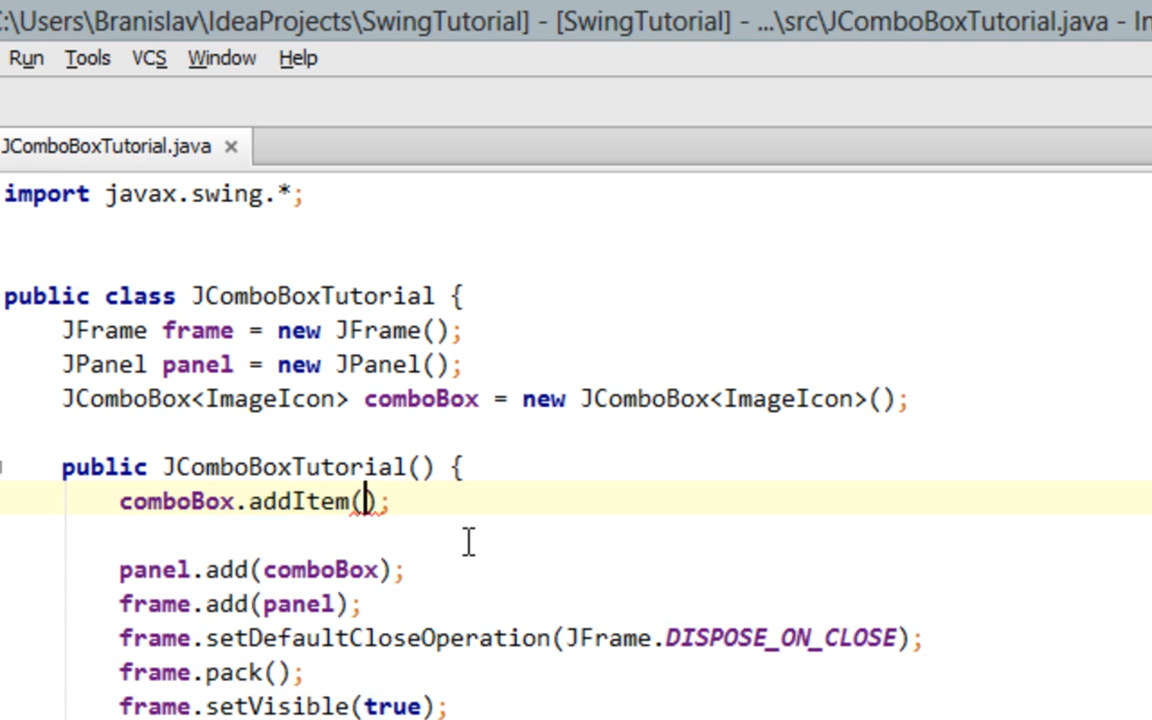 :\Users\Branislav\IdeaProjects\SwingTutorial] - [SwingTutorial] - ...\src\JComboBoxTutorial.java - In
Run Tools VCS Window Help
JComboBoxTutorial.java ×
import javax.swing.*;
public class JComboBoxTutorial {
JFrame frame = new JFrame();
JPanel panel = new JPanel();
JComboBox<ImageIcon> comboBox = new JComboBox<ImageIcon>();
public JComboBoxTutorial() {
comboBox.addItem();
panel.add(comboBox);
frame.add(panel);
frame.setDefaultCloseOperation(JFrame.DISPOSE_ON_CLOSE);
frame.pack();
frame.setVisible(true);